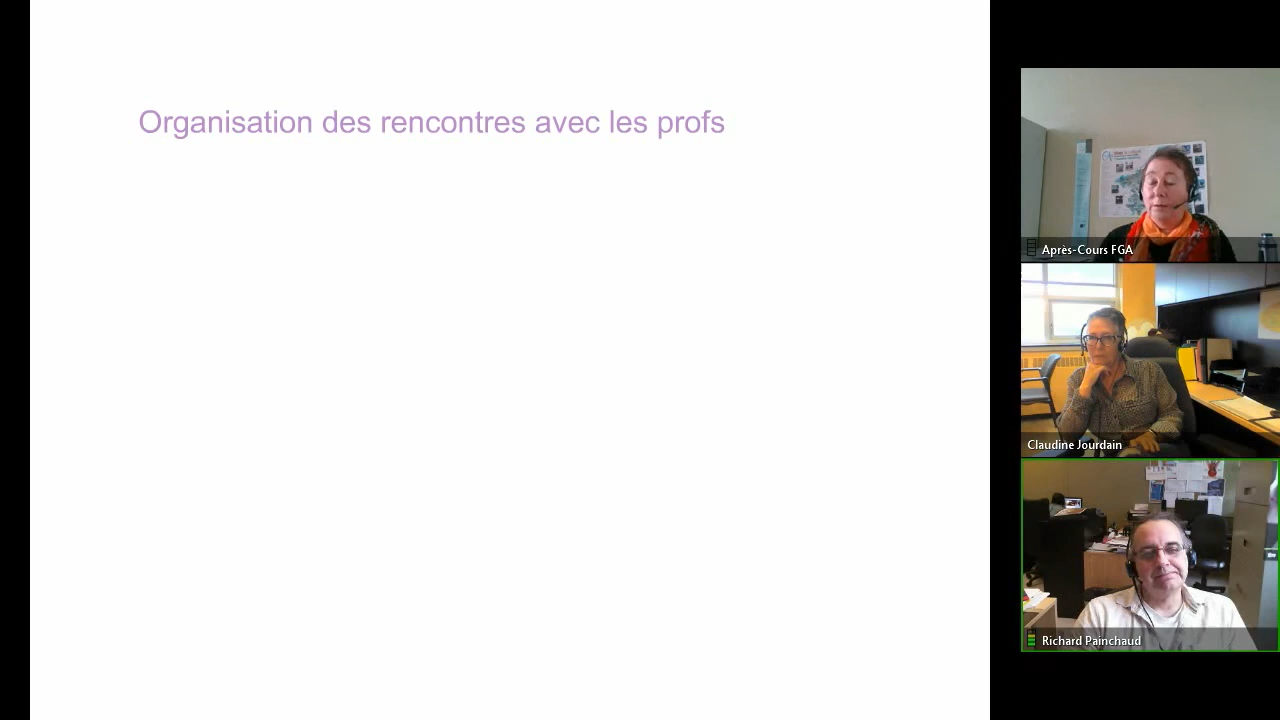 Organisation des rencontres avec les profs
Après-Cours FGA
Claudine Jourdain
Richard Painchaud